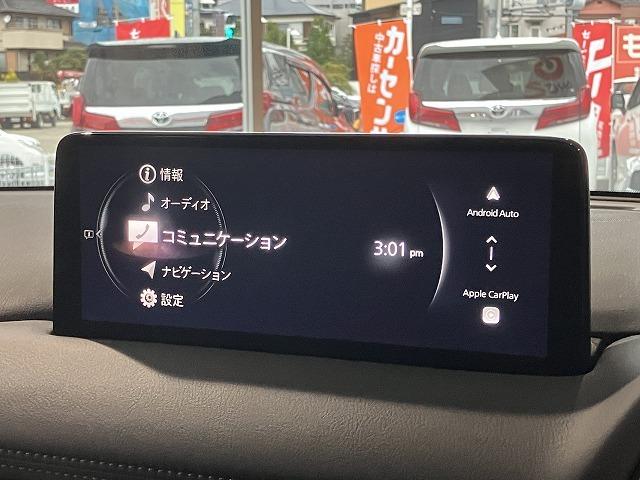 情報
オーディオ
コミュニケーション
ナビゲーション
設定
3:01 pm
Android Auto
Apple CarPlay
カーセン
中古車探しは